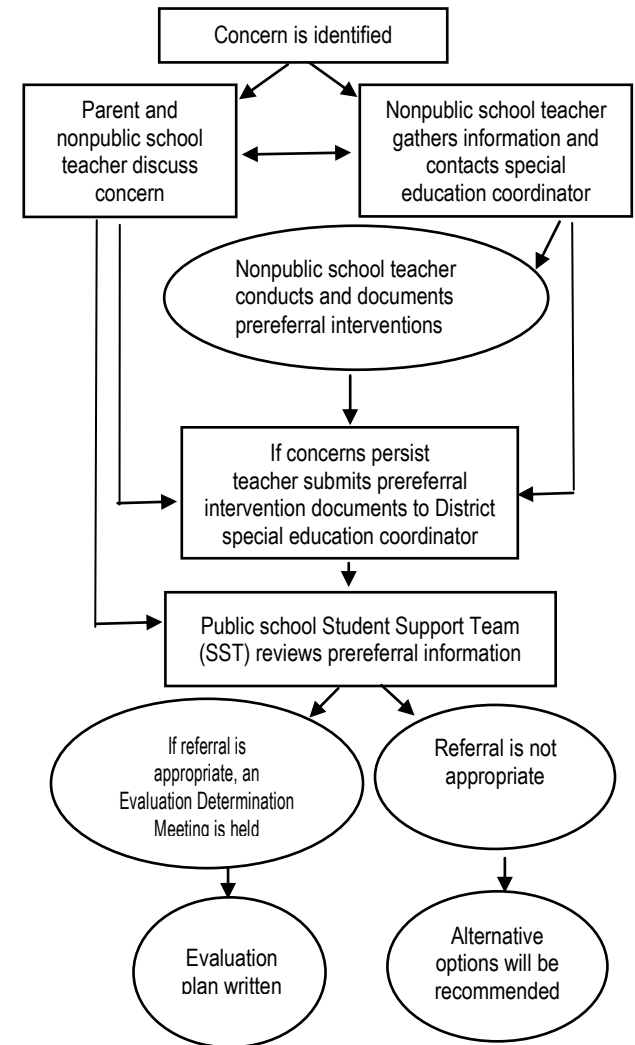 Concern is identified
Parent and
nonpublic school
teacher discuss
concern
Nonpublic school teacher
gathers information and
contacts special
education coordinator
Nonpublic school teacher
conducts and documents
prereferral interventions
If concerns persist
teacher submits prereferral
intervention documents to District
special education coordinator
Public school Student Support Team
(SST) reviews prereferral information
If referral is
appropriate, an
Evaluation Determination
Meeting is held
Referral is not
appropriate
Evaluation
plan written
Alternative
options will be
recommended